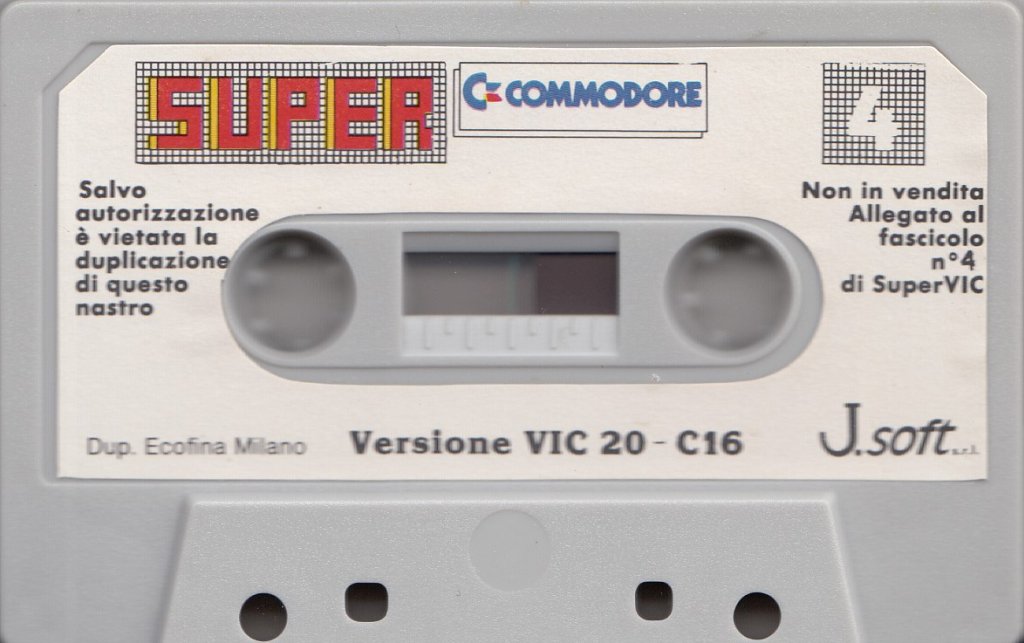 SUPER
COMMODORE
4
Salvo
autorizzazione
è vietata la
duplicazione
di questo
nastro
Non in vendita
Allegato al
fascicolo
n°4
di SuperVIC
Dup. Ecofina Milano
Versione VIC 20 - C16
J.soft s.r.l.